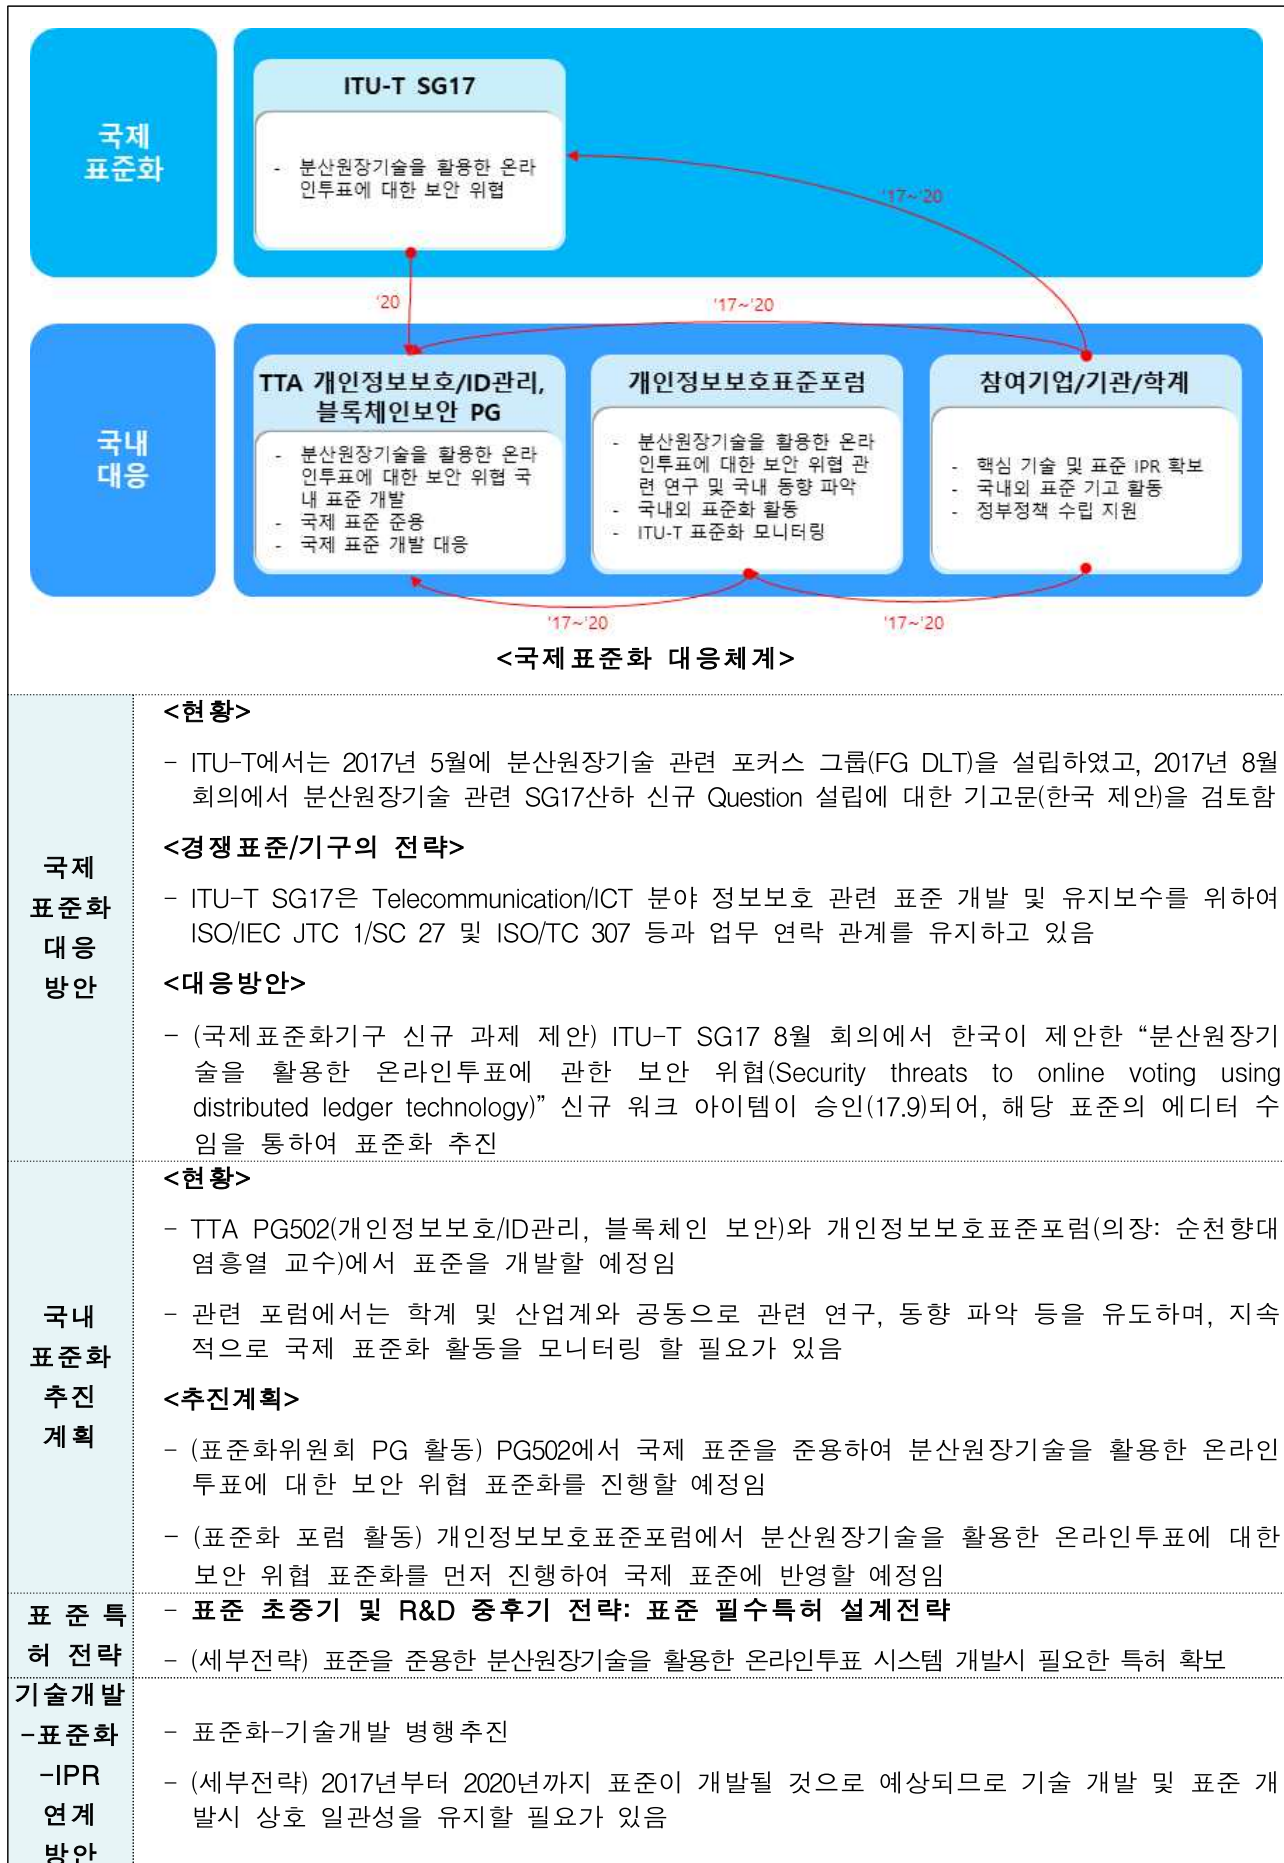 국제
표준화
ITU-T SG17
- 분산원장기술을 활용한 온라
인투표에 대한 보안 위협
'17~'20
'20
'17~'20
국내
대응
TTA 개인정보보호/ID관리,
블록체인보안 PG
- 분산원장기술을 활용한 온라
인투표에 대한 보안 위협 국
내 표준 개발
- 국제 표준 준용
- 국제 표준 개발 대응
개인정보보호표준포럼
- 분산원장기술을 활용한 온라
인투표에 대한 보안 위협 관
련 연구 및 국내 동향 파악
- 국내외 표준화 활동
- ITU-T 표준화 모니터링
참여기업/기관/학계
- 핵심 기술 및 표준 IPR 확보
- 국내외 표준 기고 활동
- 정부정책 수립 지원
'17~'20
'17~'20
<국제표준화 대응체계>
국제
표준화
대응
방안
<현황>
- ITU-T에서는 2017년 5월에 분산원장기술 관련 포커스 그룹(FG DLT)을 설립하였고, 2017년 8월
회의에서 분산원장기술 관련 SG17산하 신규 Question 설립에 대한 기고문(한국 제안)을 검토함
<경쟁표준/기구의 전략>
- ITU-T SG17은 Telecommunication/ICT 분야 정보보호 관련 표준 개발 및 유지보수를 위하여
ISO/IEC JTC 1/SC 27 및 ISO/TC 307 등과 업무 연락 관계를 유지하고 있음
<대응방안>
- (국제표준화기구 신규 과제 제안) ITU-T SG17 8월 회의에서 한국이 제안한 “분산원장기
술을 활용한 온라인투표에 관한 보안 위협(Security threats to online voting using
distributed ledger technology)” 신규 워크 아이템이 승인(17.9)되어, 해당 표준의 에디터 수
임을 통하여 표준화 추진
국내
표준화
추진
계획
<현황>
- TTA PG502(개인정보보호/ID관리, 블록체인 보안)와 개인정보보호표준포럼(의장: 순천향대
염흥열 교수)에서 표준을 개발할 예정임
- 관련 포럼에서는 학계 및 산업계와 공동으로 관련 연구, 동향 파악 등을 유도하며, 지속
적으로 국제 표준화 활동을 모니터링 할 필요가 있음
<추진계획>
- (표준화위원회 PG 활동) PG502에서 국제 표준을 준용하여 분산원장기술을 활용한 온라인
투표에 대한 보안 위협 표준화를 진행할 예정임
- (표준화 포럼 활동) 개인정보보호표준포럼에서 분산원장기술을 활용한 온라인투표에 대한
보안 위협 표준화를 먼저 진행하여 국제 표준에 반영할 예정임
표 준 특
허 전략
- 표준 초중기 및 R&D 중후기 전략: 표준 필수특허 설계전략
- (세부전략) 표준을 준용한 분산원장기술을 활용한 온라인투표 시스템 개발시 필요한 특허 확보
기술개발
-표준화
-IPR
연계
방안
- 표준화-기술개발 병행추진
- (세부전략) 2017년부터 2020년까지 표준이 개발될 것으로 예상되므로 기술 개발 및 표준 개
발시 상호 일관성을 유지할 필요가 있음